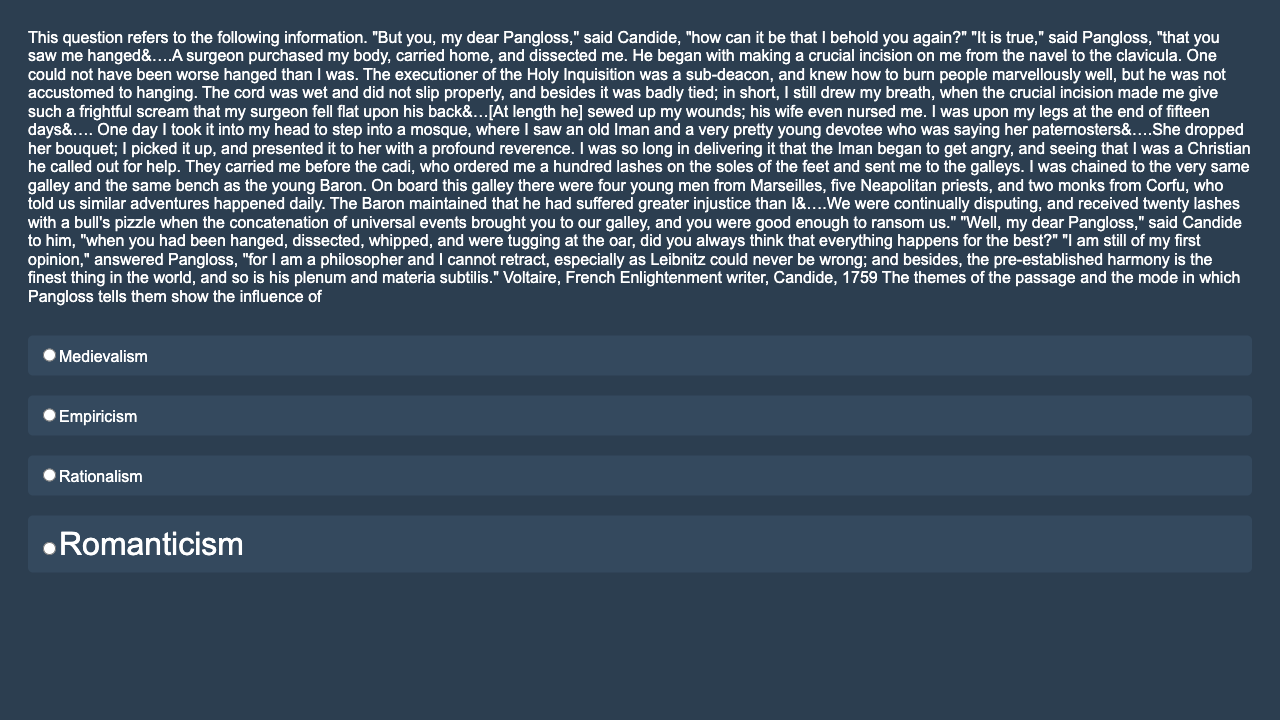 This question refers to the following information. "But you, my dear Pangloss," said Candide, "how can it be that I behold you again?" "It is true," said Pangloss, "that you
saw me hanged&....A surgeon purchased my body, carried home, and dissected me. He began with making a crucial incision on me from the navel to the clavicula. One
could not have been worse hanged than I was. The executioner of the Holy Inquisition was a sub-deacon, and knew how to burn people marvellously well, but he was not
accustomed to hanging. The cord was wet and did not slip properly, and besides it was badly tied; in short, I still drew my breath, when the crucial incision made me give
such a frightful scream that my surgeon fell flat upon his back&...[At length he] sewed up my wounds; his wife even nursed me. I was upon my legs at the end of fifteen
days&.... One day I took it into my head to step into a mosque, where I saw an old Iman and a very pretty young devotee who was saying her paternosters&....She dropped
her bouquet; I picked it up, and presented it to her with a profound reverence. I was so long in delivering it that the Iman began to get angry, and seeing that I was a Christian
he called out for help. They carried me before the cadi, who ordered me a hundred lashes on the soles of the feet and sent me to the galleys. I was chained to the very same
galley and the same bench as the young Baron. On board this galley there were four young men from Marseilles, five Neapolitan priests, and two monks from Corfu, who
told us similar adventures happened daily. The Baron maintained that he had suffered greater injustice than I&....We were continually disputing, and received twenty lashes
with a bull's pizzle when the concatenation of universal events brought you to our galley, and you were good enough to ransom us." "Well, my dear Pangloss," said Candide
to him, "when you had been hanged, dissected, whipped, and were tugging at the oar, did you always think that everything happens for the best?" "I am still of my first
opinion," answered Pangloss, "for I am a philosopher and I cannot retract, especially as Leibnitz could never be wrong; and besides, the pre-established harmony is the
finest thing in the world, and so is his plenum and materia subtilis." Voltaire, French Enlightenment writer, Candide, 1759 The themes of the passage and the mode in which
Pangloss tells them show the influence of
Medievalism
Empiricism
Rationalism
Romanticism